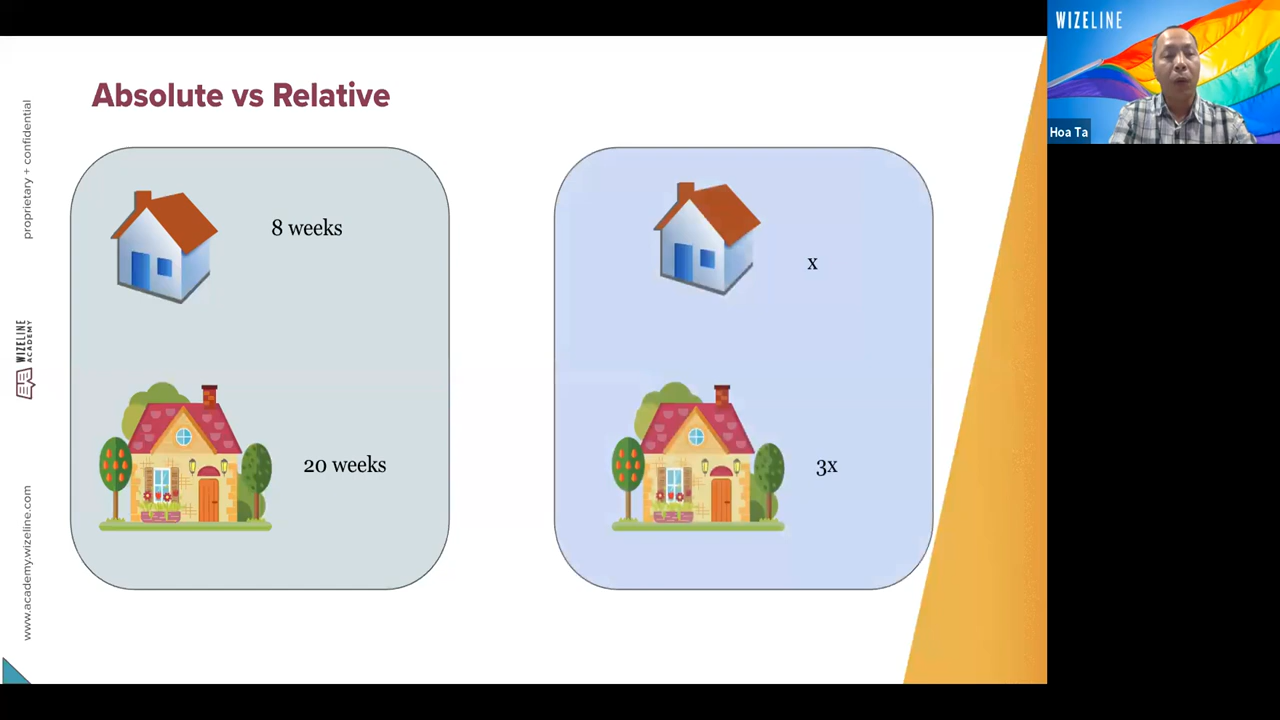 Absolute vs Relative
proprietary + confidential
WIZELINE
ACADEMY
www.academy.wizeline.com
8 weeks
20 weeks
x
3x
WIZELINE
Hoa Ta